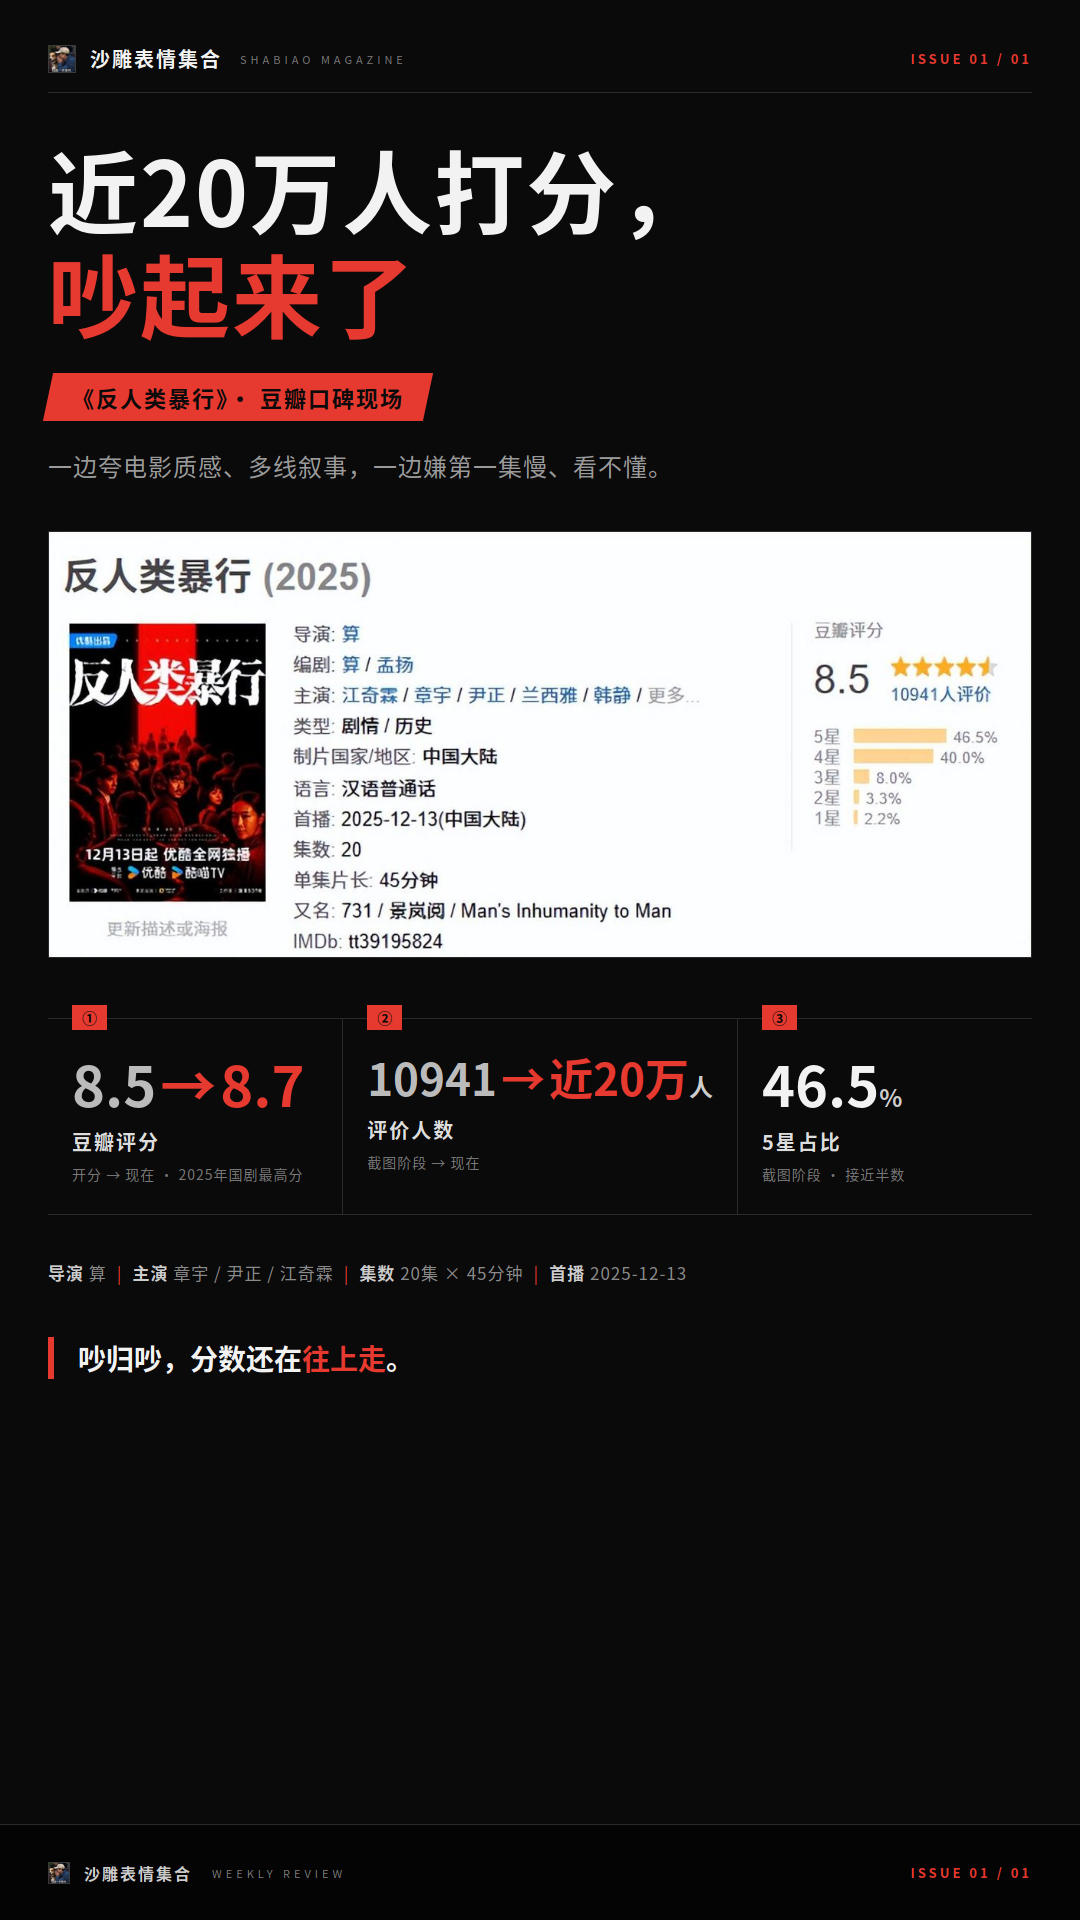 沙雕表情集合 SHABIAO MAGAZINE
ISSUE 01 / 01
近20万人打分，
吵起来了
《反人类暴行》· 豆瓣口碑现场
一边夸电影质感、多线叙事，一边嫌第一集慢、看不懂。
反人类暴行 (2025)
优酷出品
反人类暴行
12月13日起 优酷全网独播
优酷 酷喵TV
更新描述或海报
导演: 算
编剧: 算 / 孟扬
主演: 江奇霖 / 章宇 / 尹正 / 兰西雅 / 韩静 / 更多...
类型: 剧情 / 历史
制片国家/地区: 中国大陆
语言: 汉语普通话
首播: 2025-12-13(中国大陆)
集数: 20
单集片长: 45分钟
又名: 731 / 景岚阅 / Man's Inhumanity to Man
IMDb: tt39195824
豆瓣评分
8.5
10941人评价
5星 46.5%
4星 40.0%
3星 8.0%
2星 3.3%
1星 2.2%
①
8.5→8.7
豆瓣评分
开分 → 现在 · 2025年国剧最高分
②
10941→近20万人
评价人数
截图阶段 → 现在
③
46.5%
5星占比
截图阶段 · 接近半数
导演 算 | 主演 章宇 / 尹正 / 江奇霖 | 集数 20集 × 45分钟 | 首播 2025-12-13
吵归吵，分数还在往上走。
沙雕表情集合 WEEKLY REVIEW
ISSUE 01 / 01